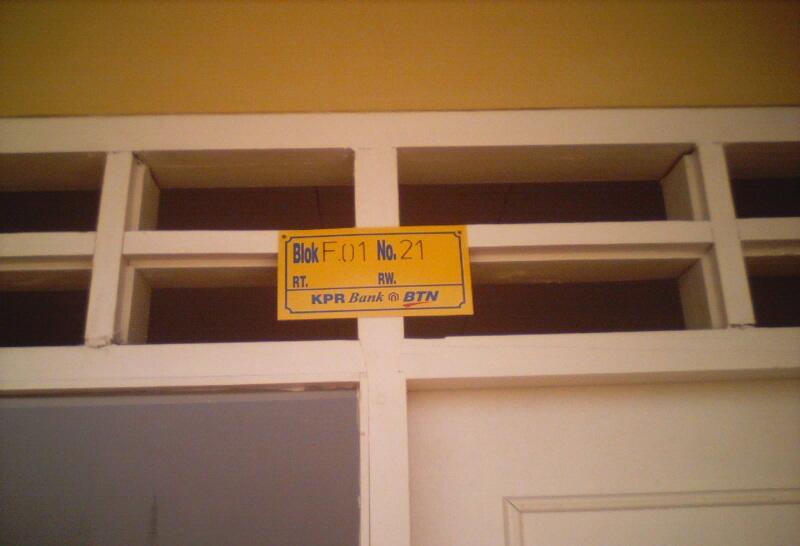 Blok F.01 No. 21
RT. RW.
KPR Bank BTN